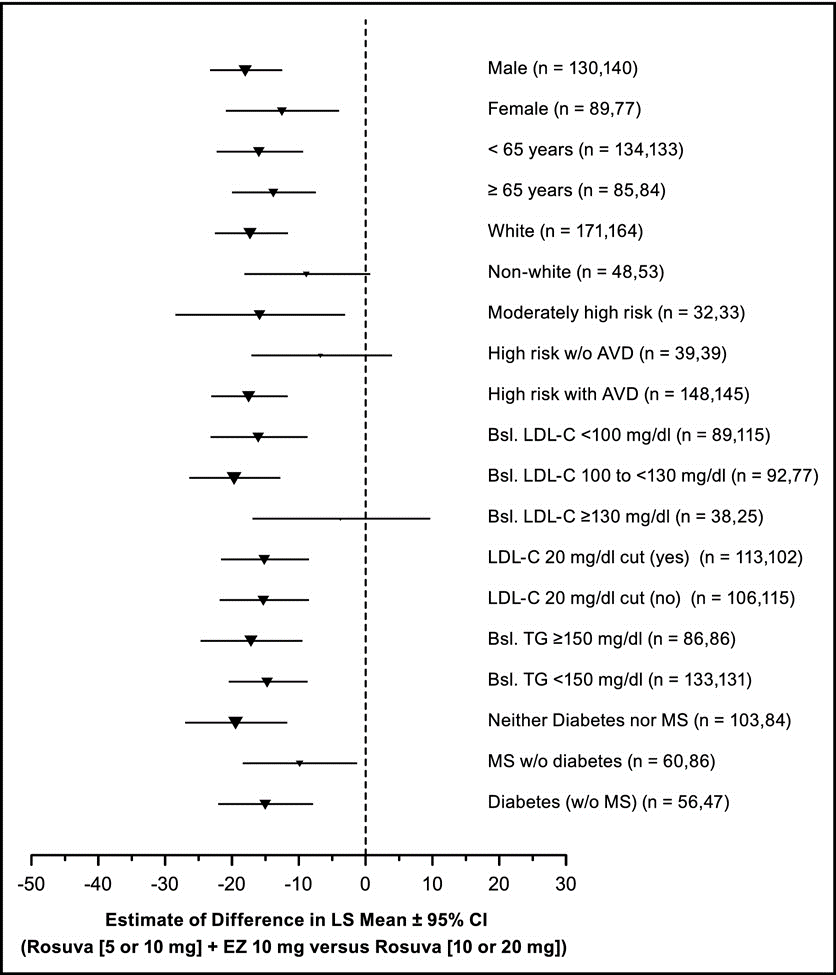 Male (n = 130,140)
Female (n = 89,77)
< 65 years (n = 134,133)
≥ 65 years (n = 85,84)
White (n = 171,164)
Non-white (n = 48,53)
Moderately high risk (n = 32,33)
High risk w/o AVD (n = 39,39)
High risk with AVD (n = 148,145)
Bsl. LDL-C <100 mg/dl (n = 89,115)
Bsl. LDL-C 100 to <130 mg/dl (n = 92,77)
Bsl. LDL-C ≥130 mg/dl (n = 38,25)
LDL-C 20 mg/dl cut (yes) (n = 113,102)
LDL-C 20 mg/dl cut (no) (n = 106,115)
Bsl. TG ≥150 mg/dl (n = 86,86)
Bsl. TG <150 mg/dl (n = 133,131)
Neither Diabetes nor MS (n = 103,84)
MS w/o diabetes (n = 60,86)
Diabetes (w/o MS) (n = 56,47)
-50 -40 -30 -20 -10 0 10 20 30
Estimate of Difference in LS Mean ± 95% CI
(Rosuva [5 or 10 mg] + EZ 10 mg versus Rosuva [10 or 20 mg])